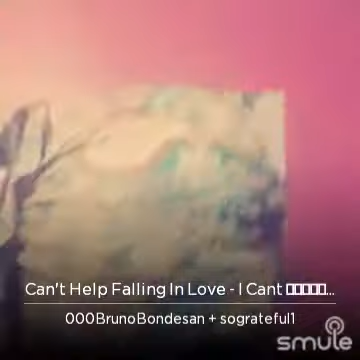 Can't Help Falling In Love - I Cant ▯▯▯▯▯...
000BrunoBondesan + sograteful1
smule